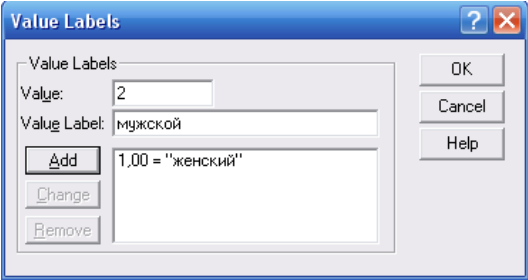 Value Labels
Value Labels
Value: 2
Value Label: мужской
Add
1,00 = "женский"
Change
Remove
OK
Cancel
Help